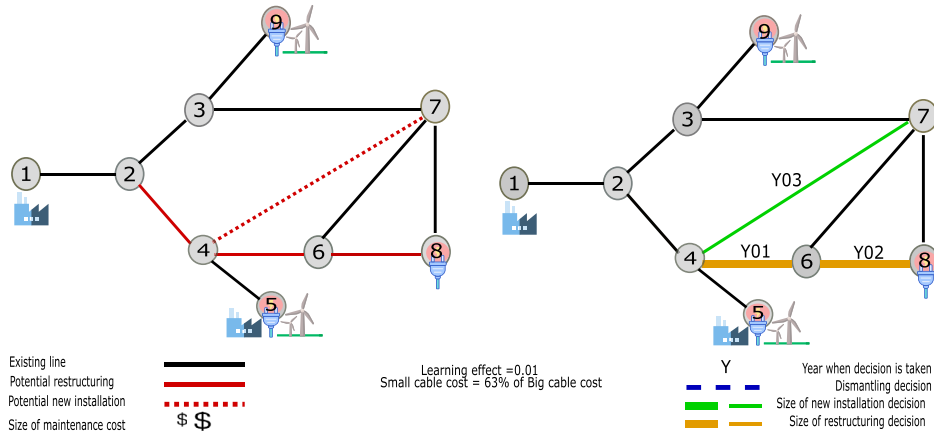 9
9
3
7
3
7
1
2
1
2
Y03
4
6
8
4
Y01
6
Y02
8
5
5
Existing line
Potential restructuring
Potential new installation
Size of maintenance cost
$ $
Learning effect =0.01
Small cable cost = 63% of Big cable cost
Y
Year when decision is taken
Dismantling decision
Size of new installation decision
Size of restructuring decision